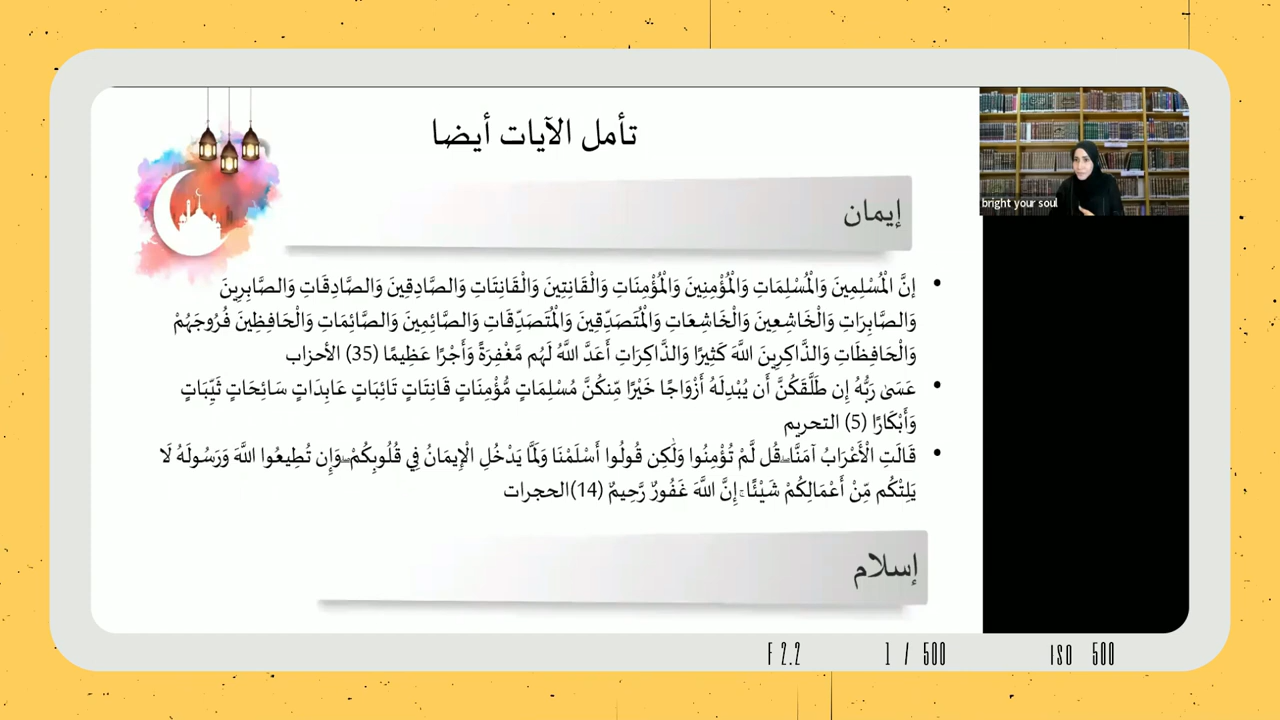 تأمل الآيات أيضا
إيمان
إنَّ الْمُسْلِمِينَ وَالْمُسْلِمَاتِ وَالْمُؤْمِنِينَ وَالْمُؤْمِنَاتِ وَالْقَانِتِينَ وَالْقَانِتَاتِ وَالصَّادِقِينَ وَالصَّادِقَاتِ وَالصَّابِرِينَ
وَالصَّابِرَاتِ وَالْخَاشِعِينَ وَالْخَاشِعَاتِ وَالْمُتَصَدِّقِينَ وَالْمُتَصَدِّقَاتِ وَالصَّائِمِينَ وَالصَّائِمَاتِ وَالْحَافِظِينَ فُرُوجَهُمْ
وَالْحَافِظَاتِ وَالذَّاكِرِينَ اللَّهَ كَثِيرًا وَالذَّاكِرَاتِ أَعَدَّ اللَّهُ لَهُم مَّغْفِرَةً وَأَجْرًا عَظِيمًا (35) الأحزاب
عَسَىٰ رَبُّهُ إِن طَلَّقَكُنَّ أَن يُبْدِلَهُ أَزْوَاجًا خَيْرًا مِّنكُنَّ مُسْلِمَاتٍ مُّؤْمِنَاتٍ قَانِتَاتٍ تَائِبَاتٍ عَابِدَاتٍ سَائِحَاتٍ ثَيِّبَاتٍ
وَأَبْكَارًا (5) التحريم
قَالَتِ الْأَعْرَابُ آمَنَّا ۖ قُل لَّمْ تُؤْمِنُوا وَلَٰكِن قُولُوا أَسْلَمْنَا وَلَمَّا يَدْخُلِ الْإِيمَانُ فِي قُلُوبِكُمْ ۖ وَإِن تُطِيعُوا اللَّهَ وَرَسُولَهُ لَا
يَلِتْكُم مِّنْ أَعْمَالِكُمْ شَيْئًا ۚ إِنَّ اللَّهَ غَفُورٌ رَّحِيمٌ (14)الحجرات
إسلام
bright your soul
F 2.2 1 / 500 ISO 500